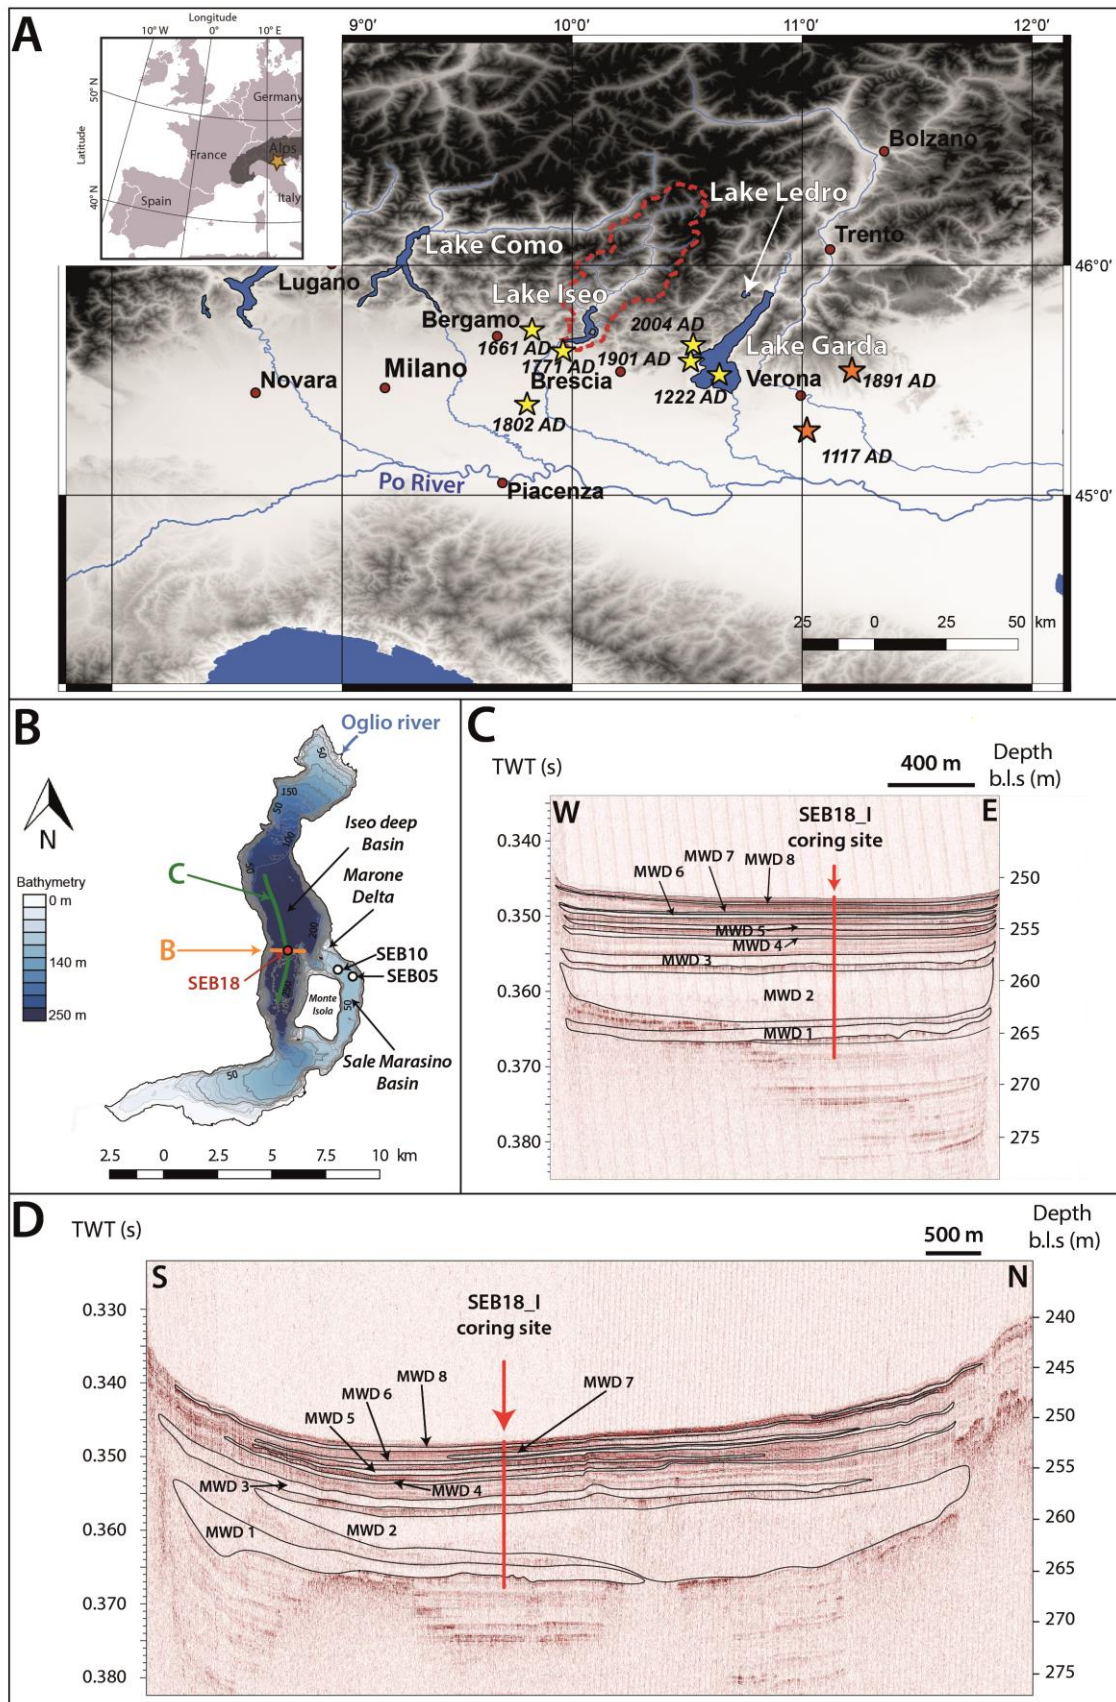 A
Longitude
10° W
0°
10° E
Latitude
50° N
40° N
Germany
France
Alps
Spain
Italy
9°0'
10°0'
11°0'
12°0'
46°0'
45°0'
Bolzano
Lake Ledro
Trento
Lake Como
Lugano
Lake Iseo
Bergamo
2004 AD
1661 AD
Lake Garda
1771 AD
1901 AD
Milano
Brescia
Verona
1891 AD
Novara
1222 AD
1802 AD
1117 AD
Po River
Piacenza
25 0 25 50 km
B
Oglio river
N
Bathymetry
0 m
140 m
250 m
50
150
50
100
50
200
50
50
Iseo deep
Basin
Marone
Delta
C
B
SEB18
SEB10
SEB05
Monte
Isola
Sale Marasino
Basin
2.5 0 2.5 5 7.5 10 km
C
400 m
TWT (s)
Depth
b.l.s (m)
W
E
SEB18_I
coring site
0.340
0.350
0.360
0.370
0.380
250
255
260
265
270
275
MWD 8
MWD 7
MWD 6
MWD 5
MWD 4
MWD 3
MWD 2
MWD 1
D
TWT (s)
500 m
Depth
b.l.s (m)
S
N
SEB18_I
coring site
0.330
0.340
0.350
0.360
0.370
0.380
240
245
250
255
260
265
270
275
MWD 8
MWD 7
MWD 6
MWD 5
MWD 3
MWD 4
MWD 1
MWD 2